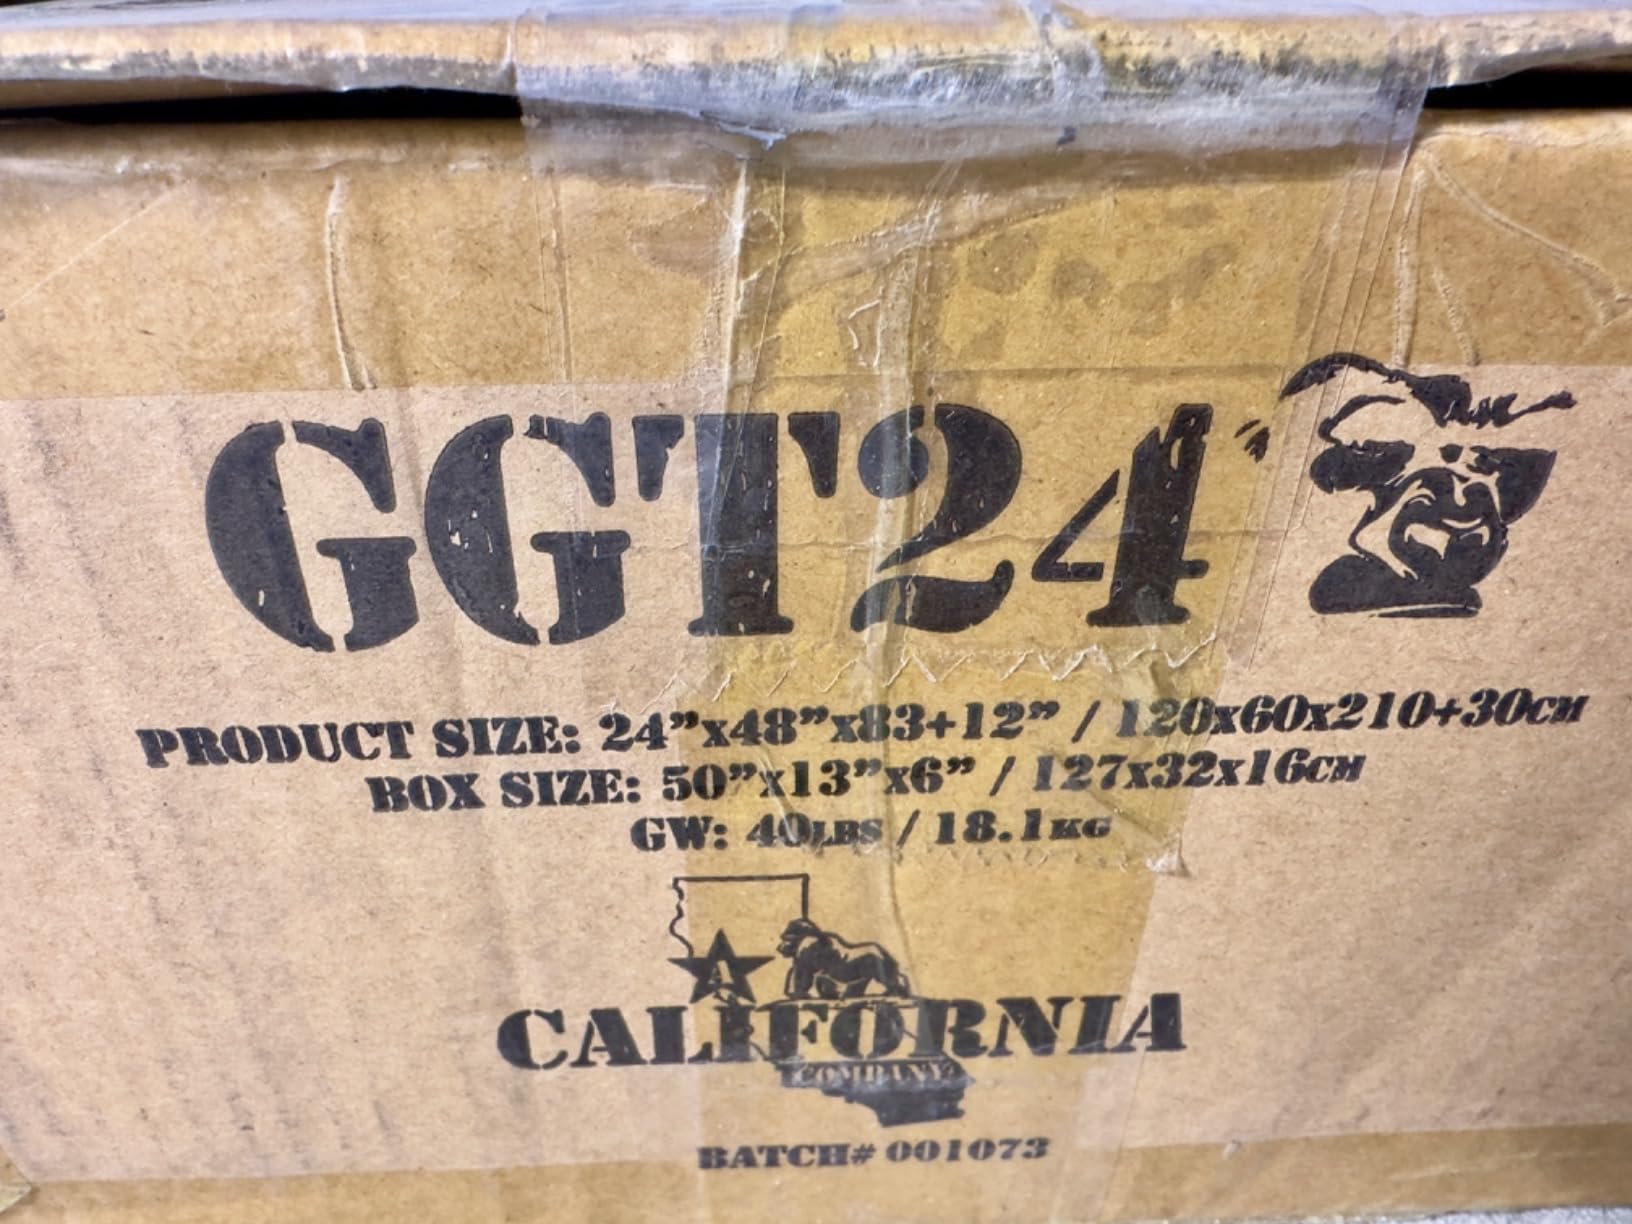 GGT24
PRODUCT SIZE: 24”x48”x83+12” / 120x60x210+30CM
BOX SIZE: 50”x13”x6” / 127x32x16CM
GW: 40LBS / 18.1KG
A
CALIFORNIA
COMPANY
BATCH# 001073